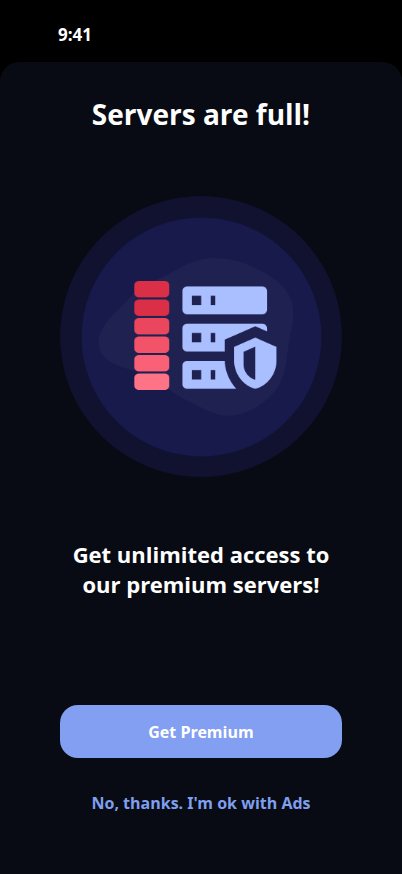 9:41
Servers are full!
Get unlimited access to
our premium servers!
Get Premium
No, thanks. I'm ok with Ads